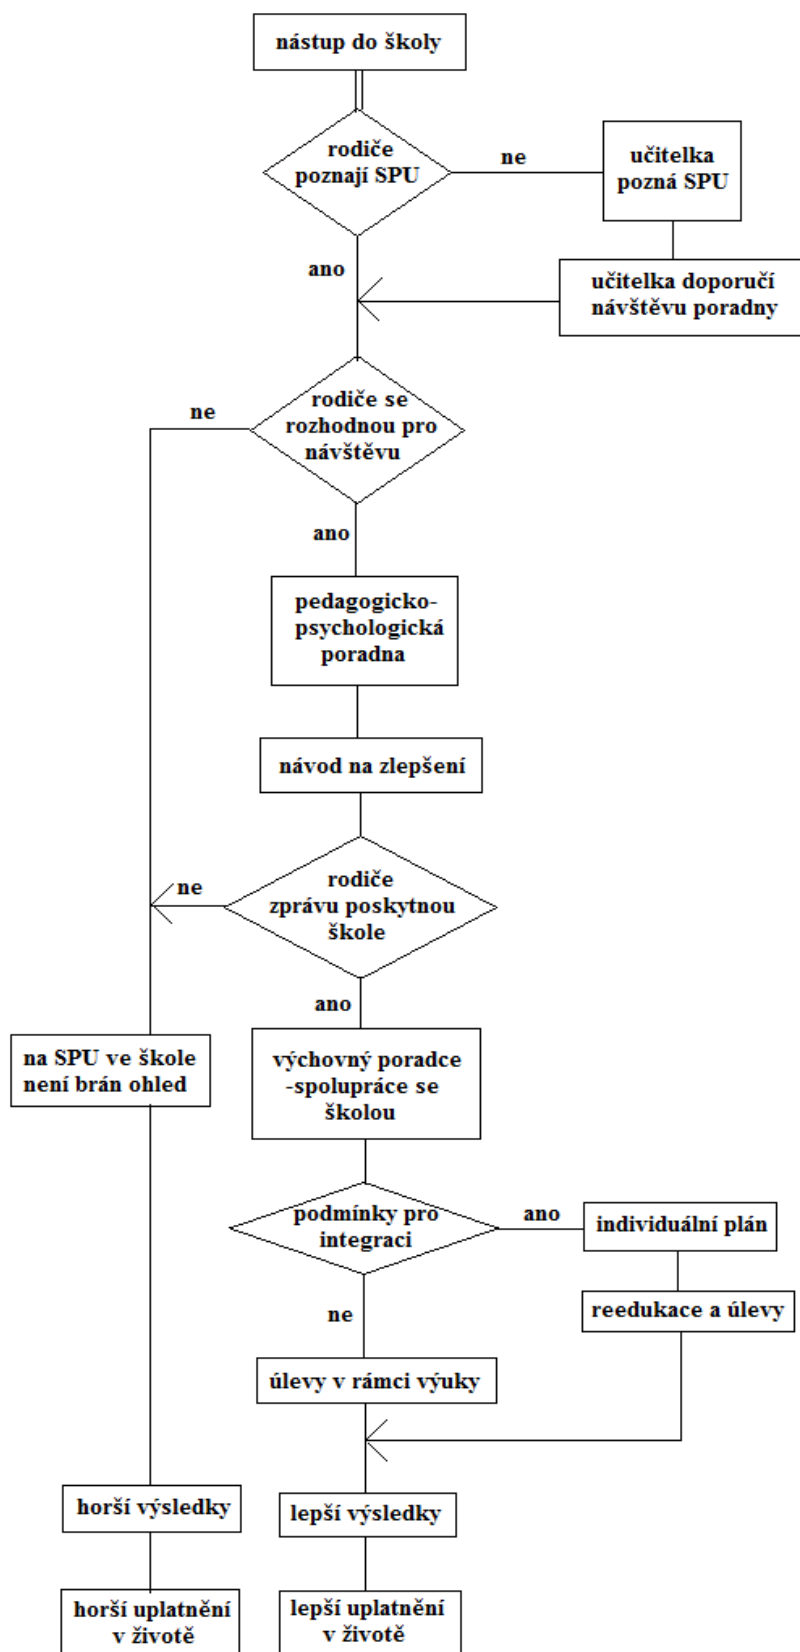 nástup do školy
rodiče
poznají SPU
ne
učitelka
pozná SPU
ano
učitelka doporučí
návštěvu poradny
rodiče se
rozhodnou pro
návštěvu
ne
ano
pedagogicko-
psychologická
poradna
návod na zlepšení
rodiče
zprávu poskytnou
škole
ne
ano
na SPU ve škole
není brán ohled
výchovný poradce
-spolupráce se
školou
podmínky pro
integraci
ano
individuální plán
ne
reedukace a úlevy
úlevy v rámci výuky
horší výsledky
lepší výsledky
horší uplatnění
v životě
lepší uplatnění
v životě